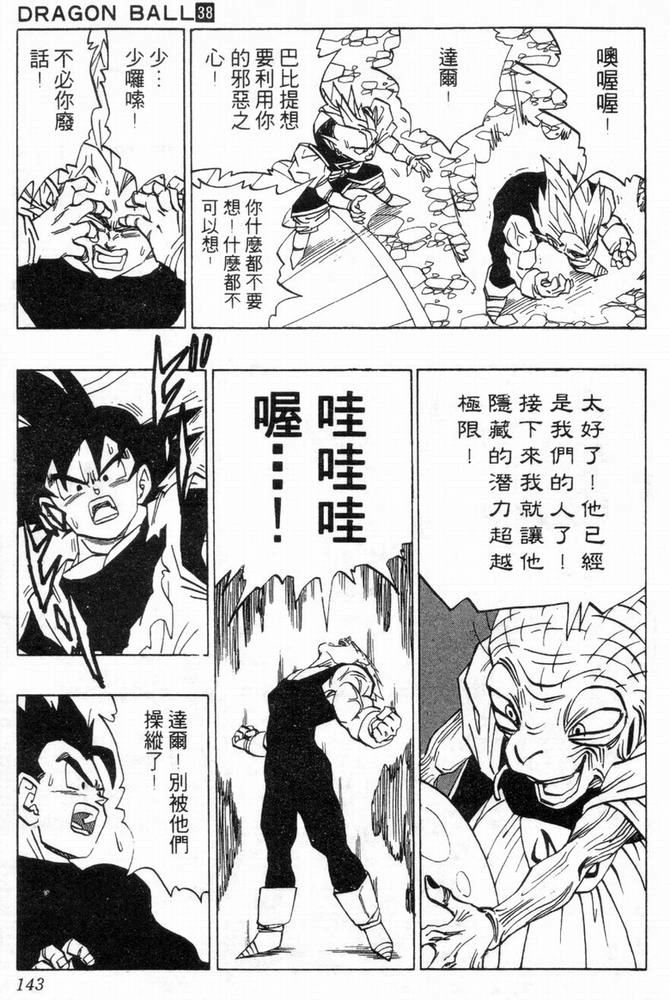 DRAGON BALL 38
噢喔喔！
達爾！
巴比提想
要利用你
的邪惡之
心！
你什麼都不要
想！什麼都不
可以想！
少…
少囉嗦！
不必你廢
話！
太好了！他已經
是我們的人了！
接下來我就讓他
隱藏的潛力超越
極限！
哇哇哇
喔…！
達爾！別被他們
操縱了！
143